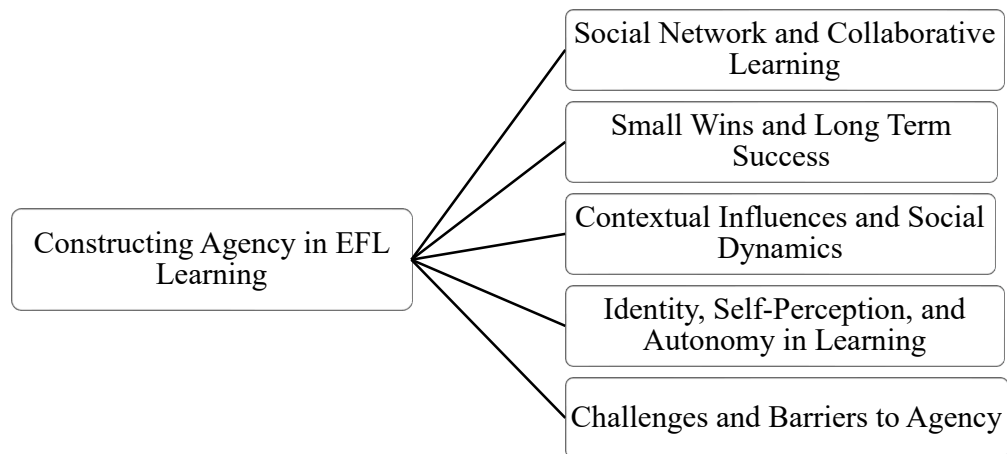 Constructing Agency in EFL
Learning
Social Network and Collaborative
Learning
Small Wins and Long Term
Success
Contextual Influences and Social
Dynamics
Identity, Self-Perception, and
Autonomy in Learning
Challenges and Barriers to Agency